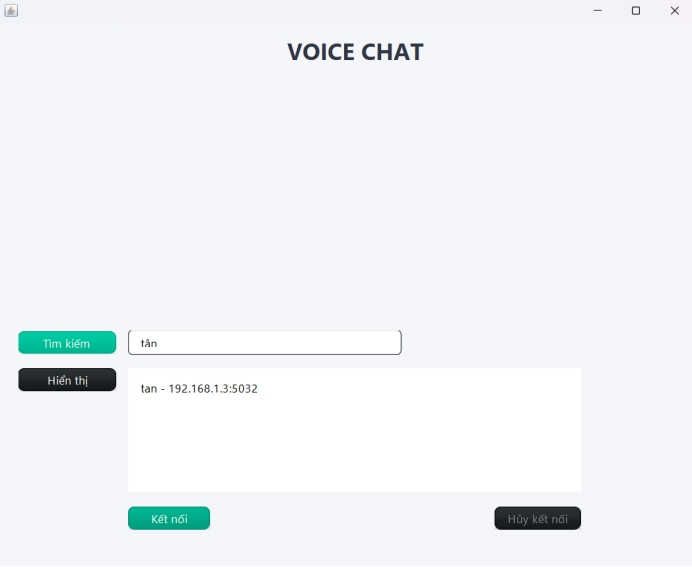 VOICE CHAT
Tìm kiếm
tân
Hiển thị
tan - 192.168.1.3:5032
Kết nối
Hủy kết nối